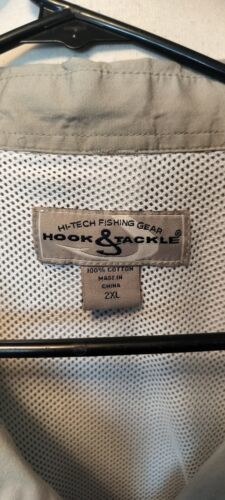 HI-TECH FISHING GEAR
HOOK & TACKLE®
100% COTTON
MADE IN
CHINA
2XL